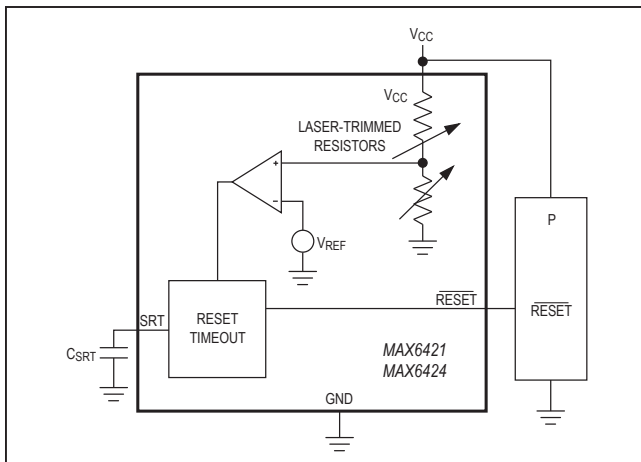 VCC
VCC
LASER-TRIMMED
RESISTORS
+
−
VREF
SRT
RESET
TIMEOUT
CSRT
RESET
P
RESET
MAX6421
MAX6424
GND